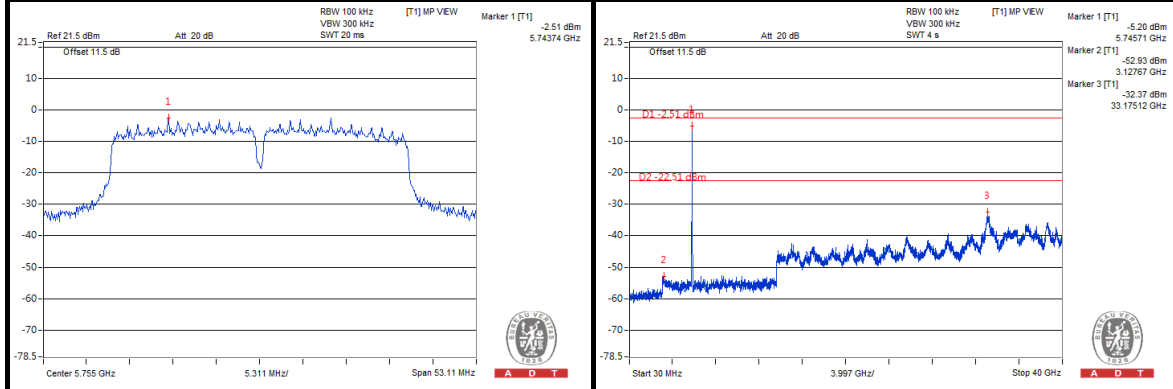 RBW 100 kHz [T1] MP VIEW
VBW 300 kHz
Ref 21.5 dBm Att 20 dB SWT 20 ms
Marker 1 [T1]
-2.51 dBm
5.74374 GHz
21.5
Offset 11.5 dB
10
0
-10
-20
-30
-40
-50
-60
-70
-78.5
1
Center 5.755 GHz 5.311 MHz/ Span 53.11 MHz
BUREAU VERITAS
1828
A D T
RBW 100 kHz [T1] MP VIEW
VBW 300 kHz
Ref 21.5 dBm Att 20 dB SWT 4 s
Marker 1 [T1]
-5.20 dBm
5.74571 GHz
Marker 2 [T1]
-52.93 dBm
3.12767 GHz
Marker 3 [T1]
-32.37 dBm
33.17512 GHz
21.5
Offset 11.5 dB
10
0
-10
-20
-30
-40
-50
-60
-70
-78.5
1
D1 -2.51 dBm
D2 -22.51 dBm
2
3
Start 30 MHz 3.997 GHz/ Stop 40 GHz
BUREAU VERITAS
1828
A D T